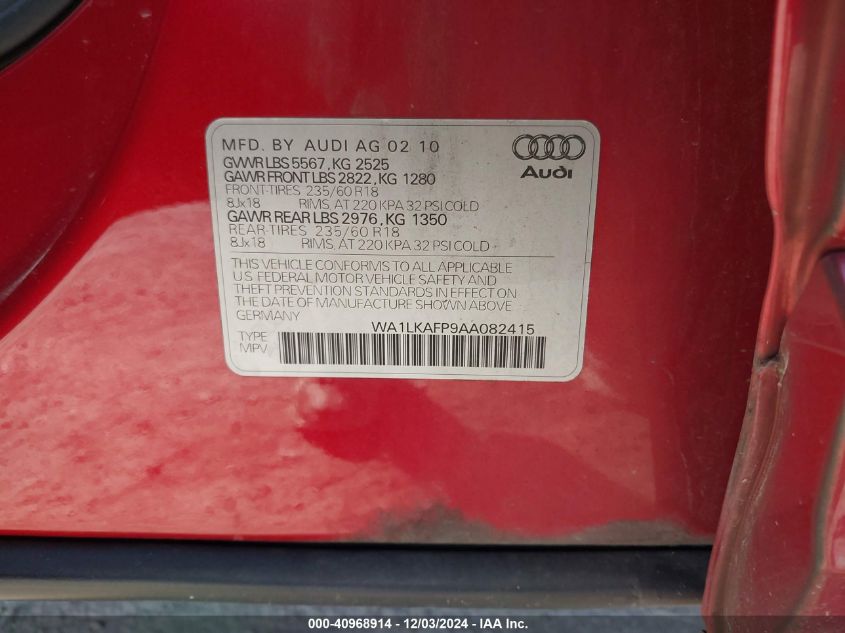 MFD. BY AUDI AG 02 10
GVWR LBS 5567, KG 2525
GAWR FRONT LBS 2822, KG 1280
FRONT-TIRES 235/60 R18
8Jx18 RIMS, AT 220 KPA 32 PSI COLD
GAWR REAR LBS 2976, KG 1350
REAR-TIRES 235/60 R18
8Jx18 RIMS, AT 220 KPA 32 PSI COLD
Audi
THIS VEHICLE CONFORMS TO ALL APPLICABLE
U.S. FEDERAL MOTOR VEHICLE SAFETY AND
THEFT PREVENTION STANDARDS IN EFFECT ON
THE DATE OF MANUFACTURE SHOWN ABOVE.
GERMANY
WA1LKAFP9AA082415
TYPE
MPV
000-40968914 - 12/03/2024 - IAA, Inc.